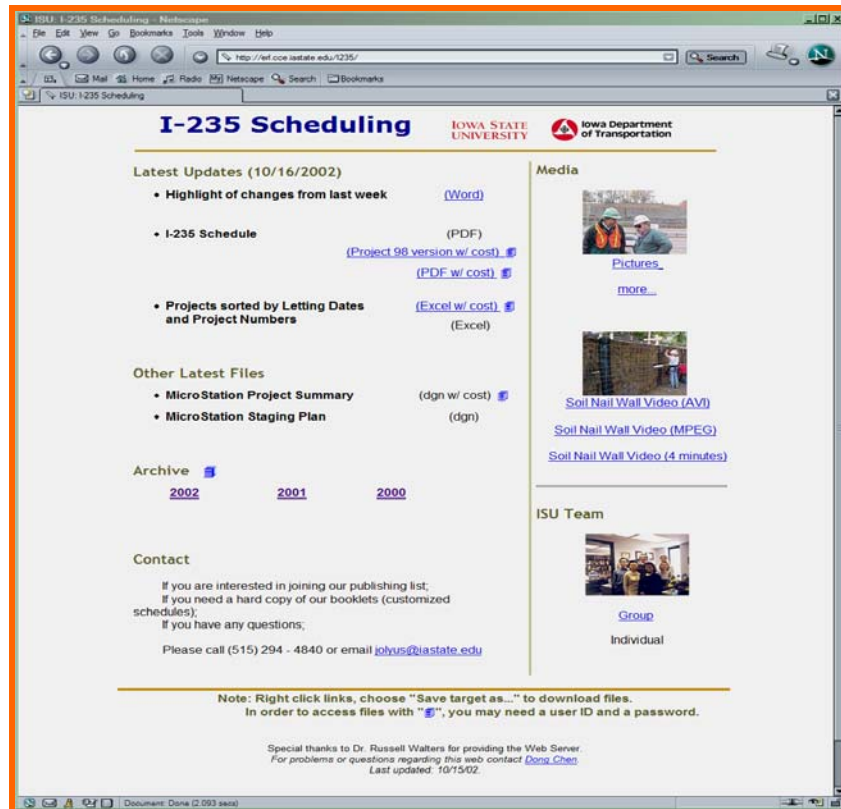 ISU: I-235 Scheduling - Netscape
File Edit View Go Bookmarks Tools Window Help
http://erl.cce.iastate.edu/I235/ Search
Mail Home Radio Netscape Search Bookmarks
ISU: I-235 Scheduling
I-235 Scheduling IOWA STATE UNIVERSITY Iowa Department of Transportation
Latest Updates (10/16/2002)
• Highlight of changes from last week (Word)
• I-235 Schedule (PDF)
(Project 98 version w/ cost)
(PDF w/ cost)
• Projects sorted by Letting Dates (Excel w/ cost)
and Project Numbers (Excel)
Other Latest Files
• MicroStation Project Summary (dgn w/ cost)
• MicroStation Staging Plan (dgn)
Archive
2002 2001 2000
Contact
If you are interested in joining our publishing list;
If you need a hard copy of our booklets (customized
schedules);
If you have any questions;
Please call (515) 294 - 4840 or email jolyus@iastate.edu
Media
Pictures
more...
Soil Nail Wall Video (AVI)
Soil Nail Wall Video (MPEG)
Soil Nail Wall Video (4 minutes)
ISU Team
Group
Individual
Note: Right click links, choose "Save target as..." to download files.
In order to access files with "", you may need a user ID and a password.
Special thanks to Dr. Russell Walters for providing the Web Server.
For problems or questions regarding this web contact Dong Chen.
Last updated: 10/15/02.
Document: Done (2.093 secs)